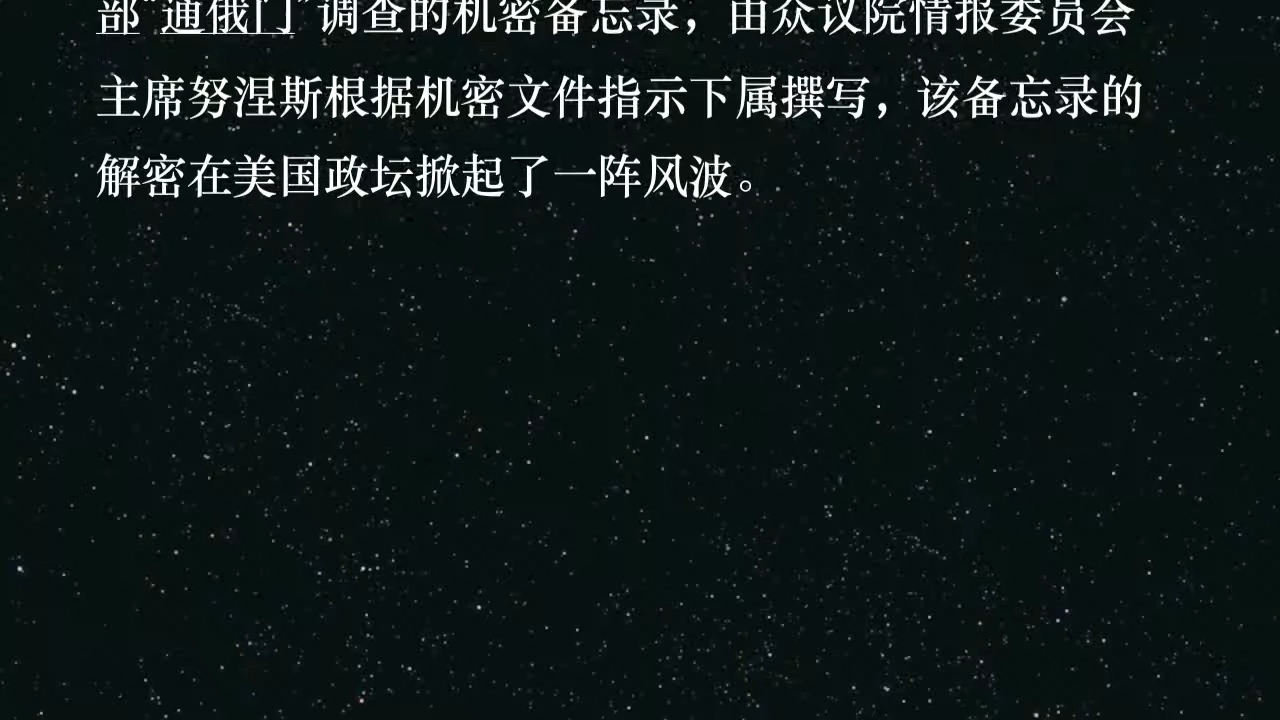 部“通俄门”调查的机密备忘录，由众议院情报委员会
主席努涅斯根据机密文件指示下属撰写，该备忘录的
解密在美国政坛掀起了一阵风波。